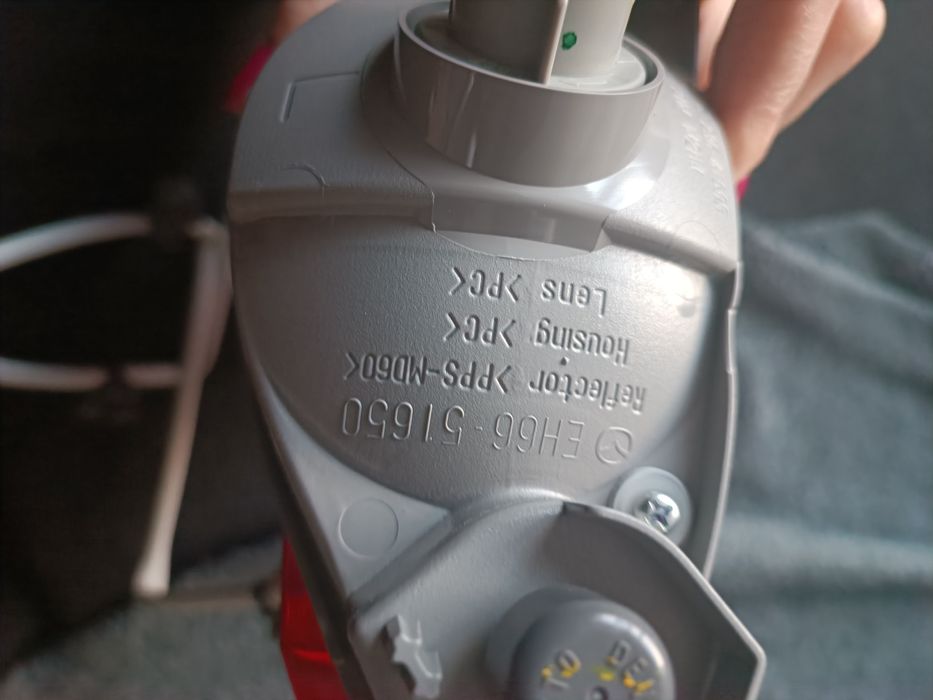 EH66-51650
Reflector >PPS-MD60<
Housing >PC<
Lens >PC<